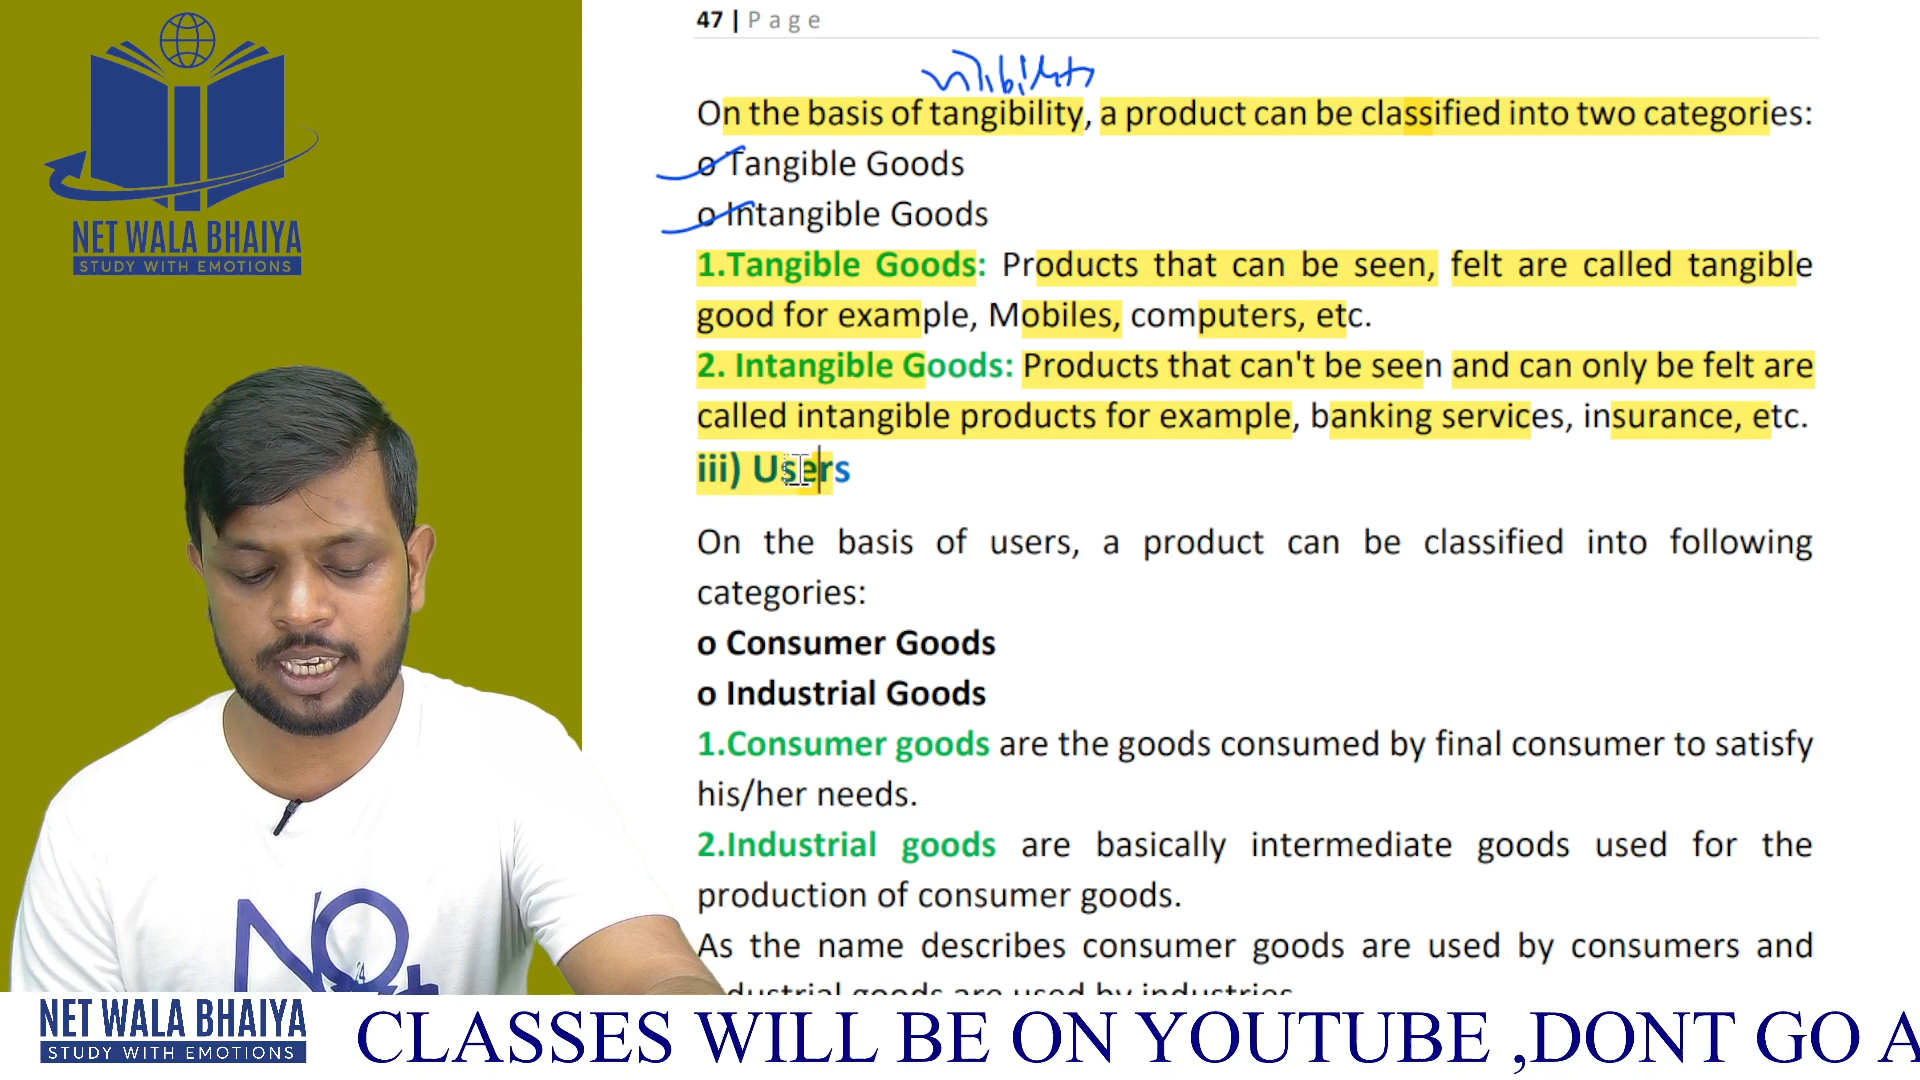 47 | Page
On the basis of tangibility, a product can be classified into two categories:
o Tangible Goods
o Intangible Goods
1.Tangible Goods: Products that can be seen, felt are called tangible
good for example, Mobiles, computers, etc.
2. Intangible Goods: Products that can't be seen and can only be felt are
called intangible products for example, banking services, insurance, etc.
iii) Users
On the basis of users, a product can be classified into following
categories:
o Consumer Goods
o Industrial Goods
1.Consumer goods are the goods consumed by final consumer to satisfy
his/her needs.
2.Industrial goods are basically intermediate goods used for the
production of consumer goods.
As the name describes consumer goods are used by consumers and
dustrial goods are used by industries.
NET WALA BHAIYA
STUDY WITH EMOTIONS
NO
NET WALA BHAIYA
STUDY WITH EMOTIONS
CLASSES WILL BE ON YOUTUBE ,DONT GO A